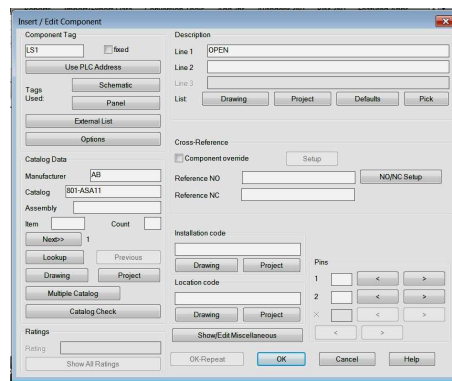 Insert / Edit Component
Component Tag
LS1
fixed
Use PLC Address
Tags Used:
Schematic
Panel
External List
Options
Catalog Data
Manufacturer AB
Catalog 801-ASA11
Assembly
Item Count
Next>> 1
Lookup Previous
Drawing Project
Multiple Catalog
Catalog Check
Ratings
Rating
Show All Ratings
Description
Line 1 OPEN
Line 2
Line 3
List: Drawing Project Defaults Pick
Cross-Reference
Component override Setup
Reference NO NO/NC Setup
Reference NC
Installation code
Drawing Project
Location code
Drawing Project
Show/Edit Miscellaneous
Pins
1 < >
2 < >
X < >
< >
OK-Repeat OK Cancel Help